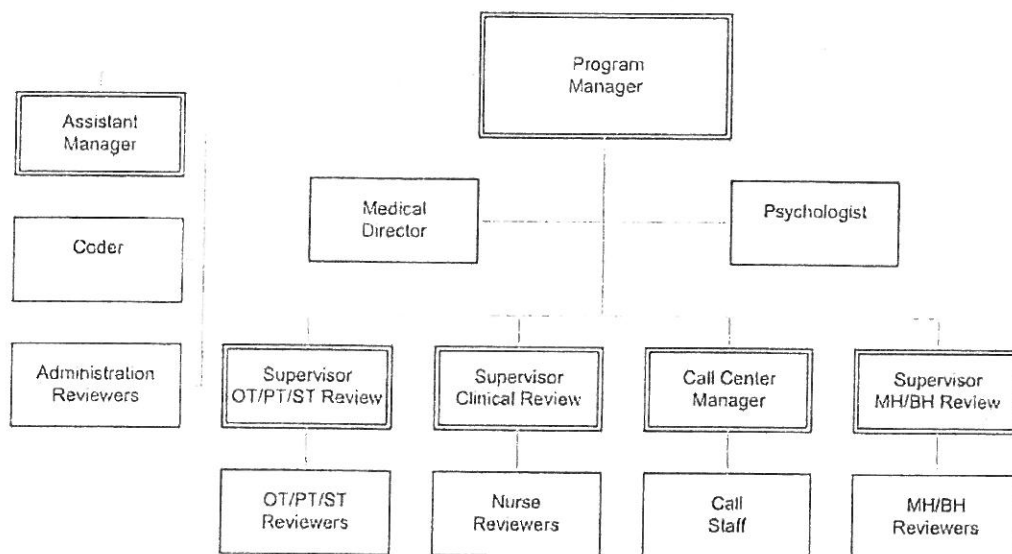 Program
Manager
Assistant
Manager
Medical
Director
Psychologist
Coder
Administration
Reviewers
Supervisor
OT/PT/ST Review
Supervisor
Clinical Review
Call Center
Manager
Supervisor
MH/BH Review
OT/PT/ST
Reviewers
Nurse
Reviewers
Call
Staff
MH/BH
Reviewers